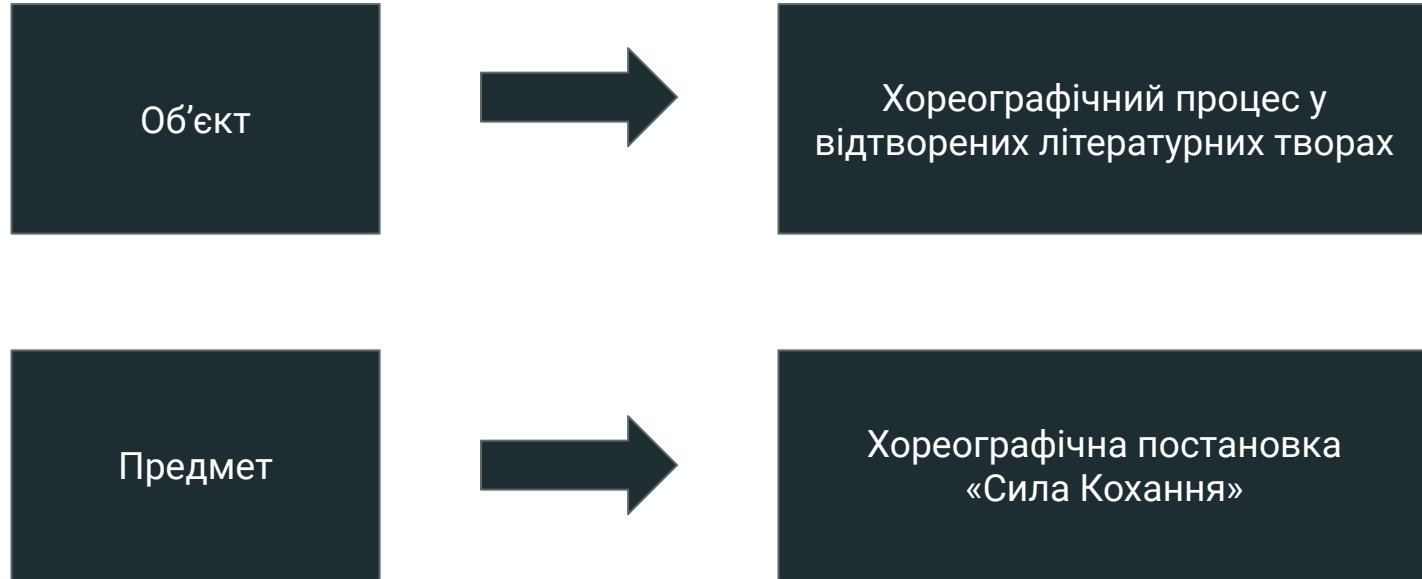 Об’єкт
Хореографічний процес у
відтворених літературних творах
Предмет
Хореографічна постановка
«Сила Кохання»